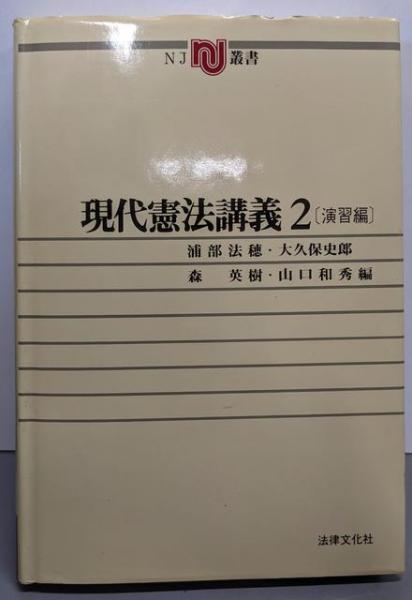 NJ NJ 叢書
現代憲法講義2〔演習編〕
浦部法穂・大久保史郎
森 英樹・山口和秀編
法律文化社